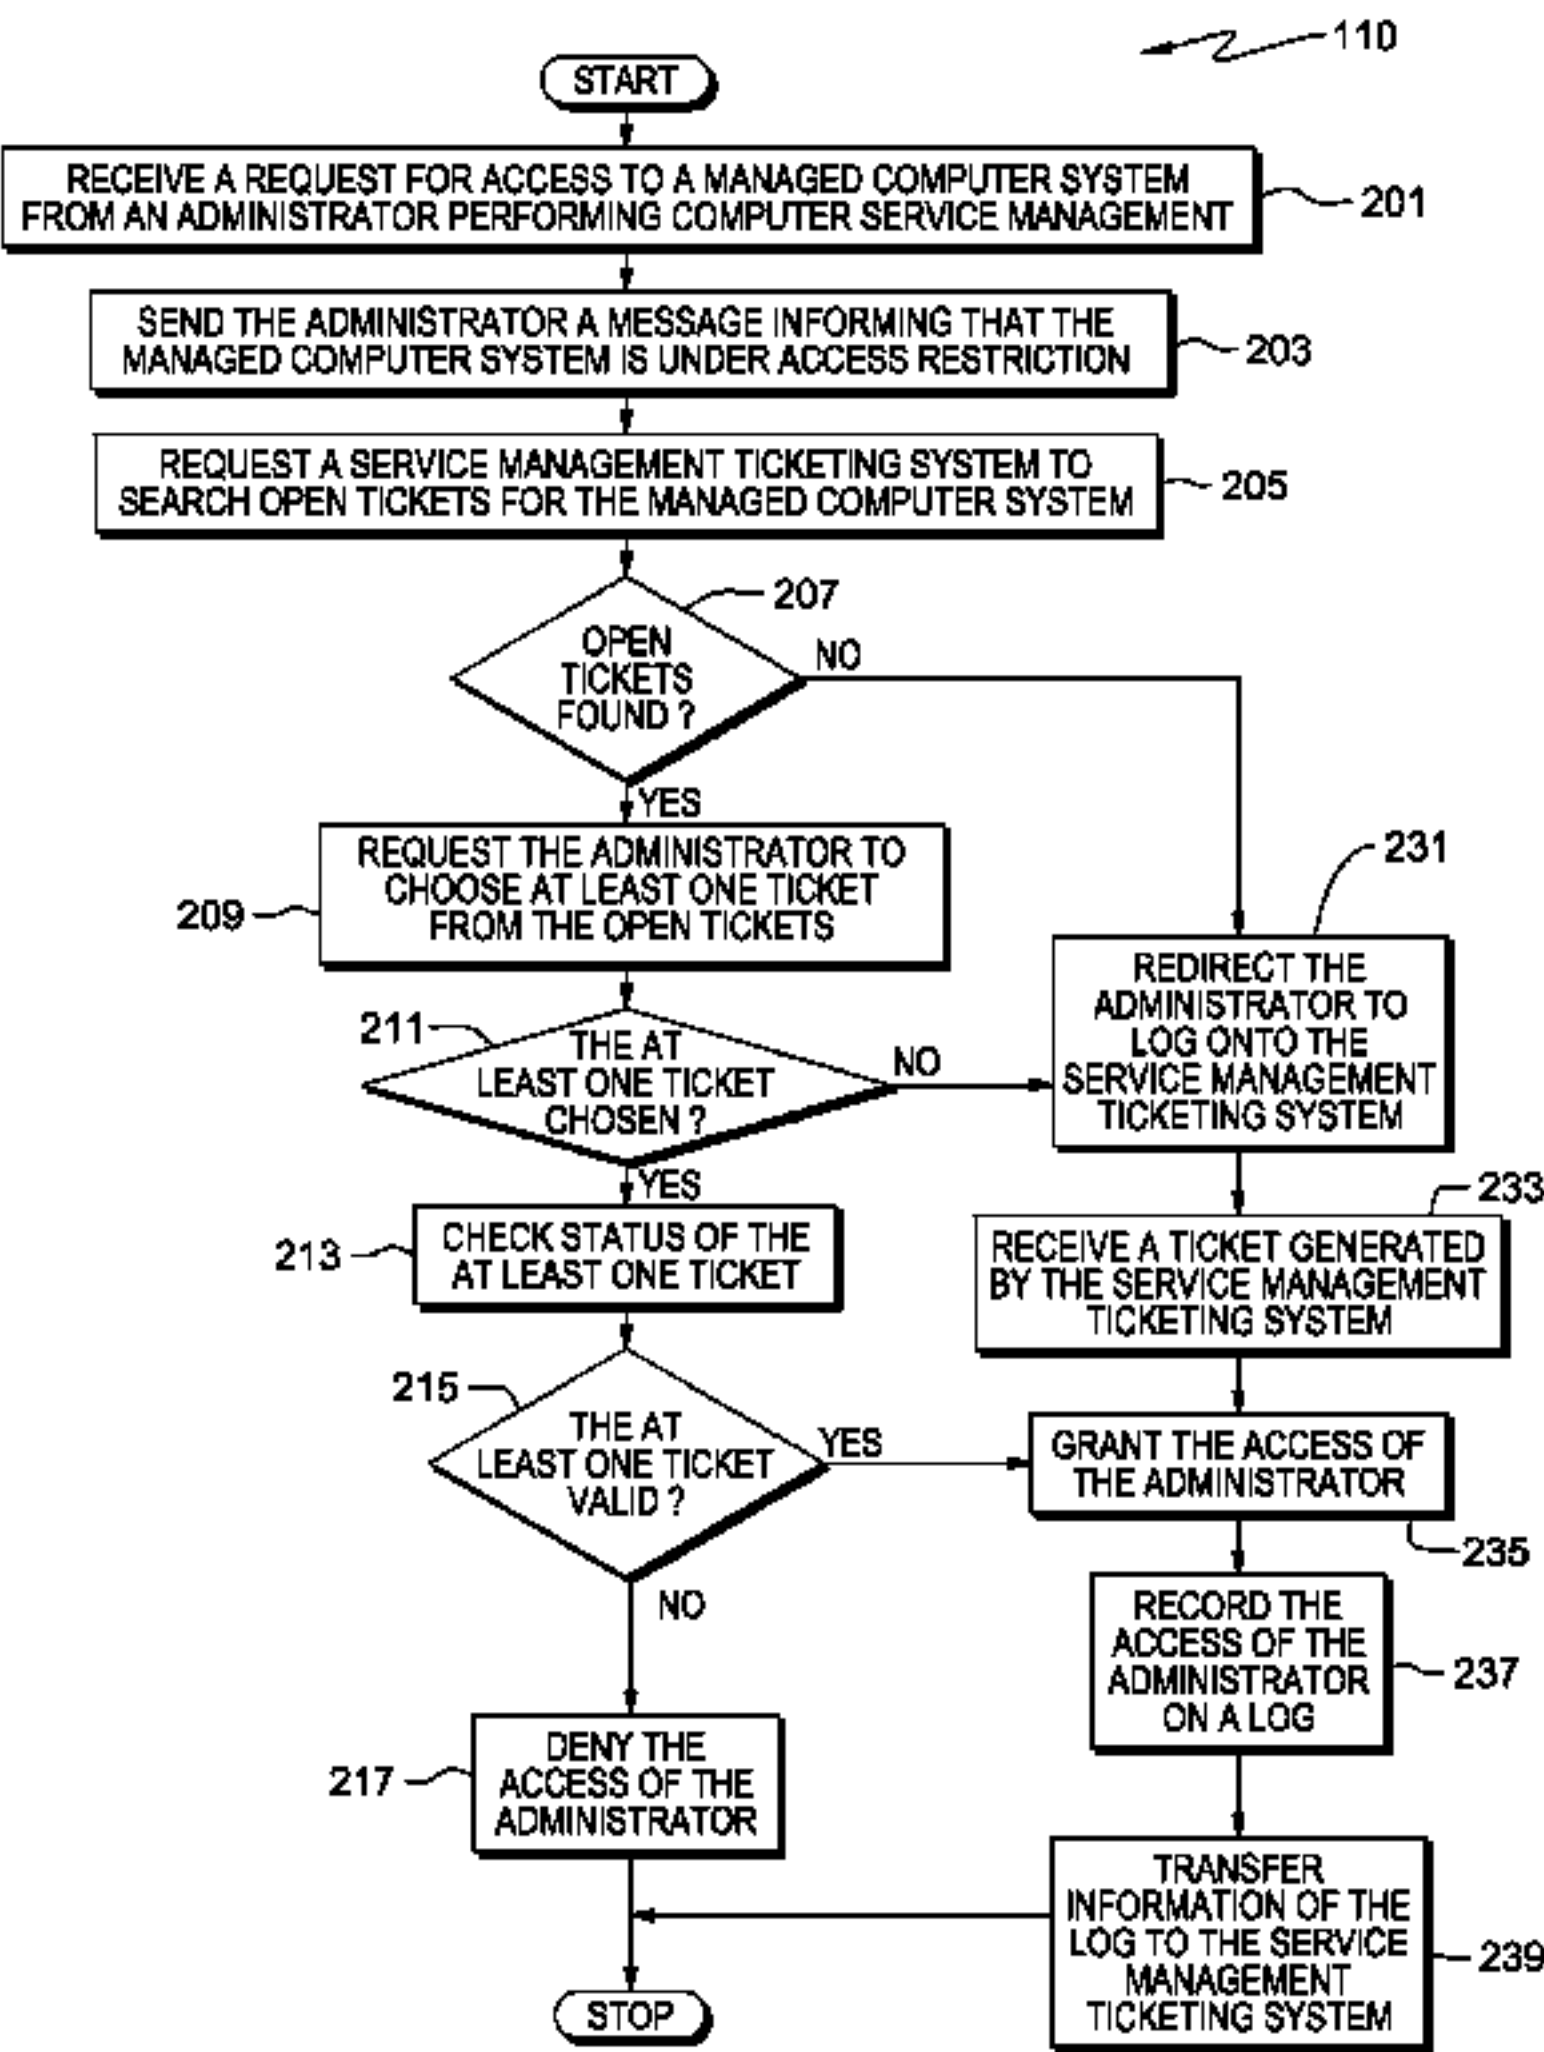 110
START
RECEIVE A REQUEST FOR ACCESS TO A MANAGED COMPUTER SYSTEM
FROM AN ADMINISTRATOR PERFORMING COMPUTER SERVICE MANAGEMENT
201
SEND THE ADMINISTRATOR A MESSAGE INFORMING THAT THE
MANAGED COMPUTER SYSTEM IS UNDER ACCESS RESTRICTION
203
REQUEST A SERVICE MANAGEMENT TICKETING SYSTEM TO
SEARCH OPEN TICKETS FOR THE MANAGED COMPUTER SYSTEM
205
207
OPEN
TICKETS
FOUND ?
NO
YES
REQUEST THE ADMINISTRATOR TO
CHOOSE AT LEAST ONE TICKET
FROM THE OPEN TICKETS
209
211
THE AT
LEAST ONE TICKET
CHOSEN ?
NO
YES
231
REDIRECT THE
ADMINISTRATOR TO
LOG ONTO THE
SERVICE MANAGEMENT
TICKETING SYSTEM
213
CHECK STATUS OF THE
AT LEAST ONE TICKET
233
RECEIVE A TICKET GENERATED
BY THE SERVICE MANAGEMENT
TICKETING SYSTEM
215
THE AT
LEAST ONE TICKET
VALID ?
YES
NO
GRANT THE ACCESS OF
THE ADMINISTRATOR
235
RECORD THE
ACCESS OF THE
ADMINISTRATOR
ON A LOG
237
217
DENY THE
ACCESS OF THE
ADMINISTRATOR
TRANSFER
INFORMATION OF THE
LOG TO THE SERVICE
MANAGEMENT
TICKETING SYSTEM
239
STOP